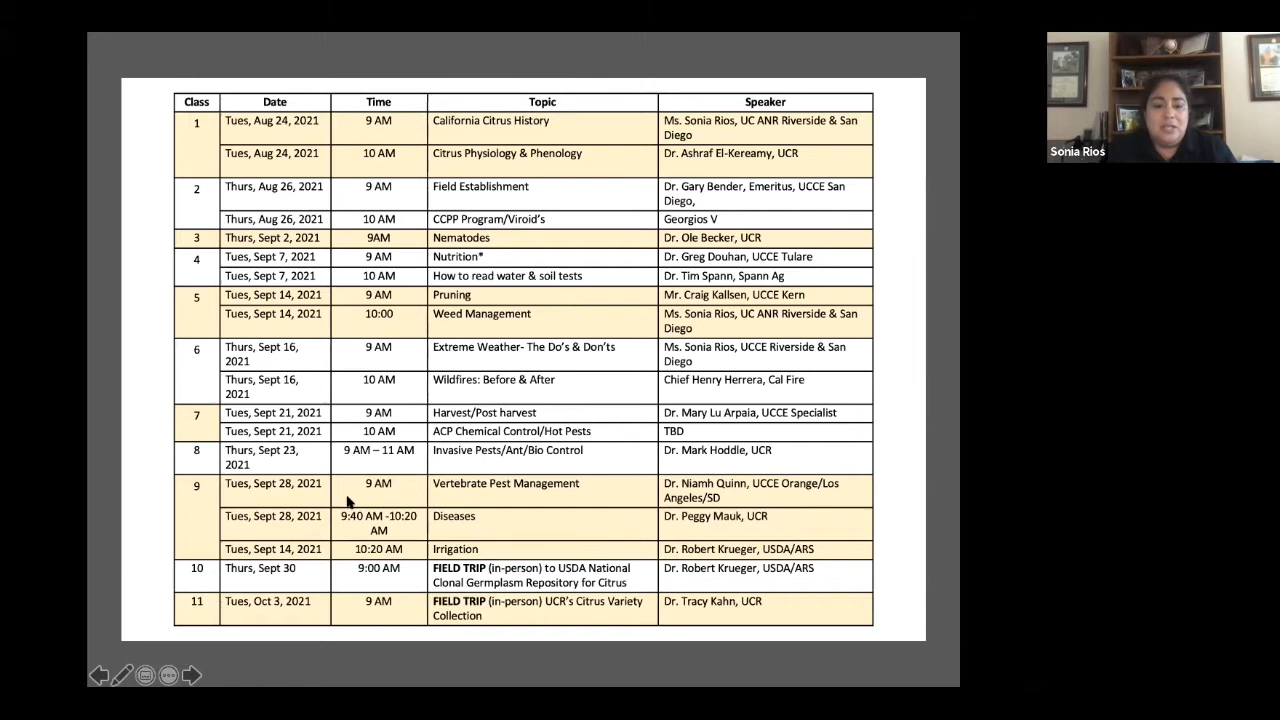 Class Date Time Topic Speaker
1 Tues, Aug 24, 2021 9 AM California Citrus History Ms. Sonia Rios, UC ANR Riverside & San
Diego
Tues, Aug 24, 2021 10 AM Citrus Physiology & Phenology Dr. Ashraf El-Kereamy, UCR
2 Thurs, Aug 26, 2021 9 AM Field Establishment Dr. Gary Bender, Emeritus, UCCE San
Diego,
Thurs, Aug 26, 2021 10 AM CCPP Program/Viroid's Georgios V
3 Thurs, Sept 2, 2021 9AM Nematodes Dr. Ole Becker, UCR
4 Tues, Sept 7, 2021 9 AM Nutrition* Dr. Greg Douhan, UCCE Tulare
Tues, Sept 7, 2021 10 AM How to read water & soil tests Dr. Tim Spann, Spann Ag
5 Tues, Sept 14, 2021 9 AM Pruning Mr. Craig Kallsen, UCCE Kern
Tues, Sept 14, 2021 10:00 Weed Management Ms. Sonia Rios, UC ANR Riverside & San
Diego
6 Thurs, Sept 16, 9 AM Extreme Weather- The Do's & Don'ts Ms. Sonia Rios, UCCE Riverside & San
2021 Diego
Thurs, Sept 16, 10 AM Wildfires: Before & After Chief Henry Herrera, Cal Fire
2021
7 Tues, Sept 21, 2021 9 AM Harvest/Post harvest Dr. Mary Lu Arpaia, UCCE Specialist
Tues, Sept 21, 2021 10 AM ACP Chemical Control/Hot Pests TBD
8 Thurs, Sept 23, 9 AM – 11 AM Invasive Pests/Ant/Bio Control Dr. Mark Hoddle, UCR
2021
9 Tues, Sept 28, 2021 9 AM Vertebrate Pest Management Dr. Niamh Quinn, UCCE Orange/Los
Angeles/SD
Tues, Sept 28, 2021 9:40 AM -10:20 Diseases Dr. Peggy Mauk, UCR
AM
Tues, Sept 14, 2021 10:20 AM Irrigation Dr. Robert Krueger, USDA/ARS
10 Thurs, Sept 30 9:00 AM FIELD TRIP (in-person) to USDA National Dr. Robert Krueger, USDA/ARS
Clonal Germplasm Repository for Citrus
11 Tues, Oct 3, 2021 9 AM FIELD TRIP (in-person) UCR's Citrus Variety Dr. Tracy Kahn, UCR
Collection
Sonia Rios